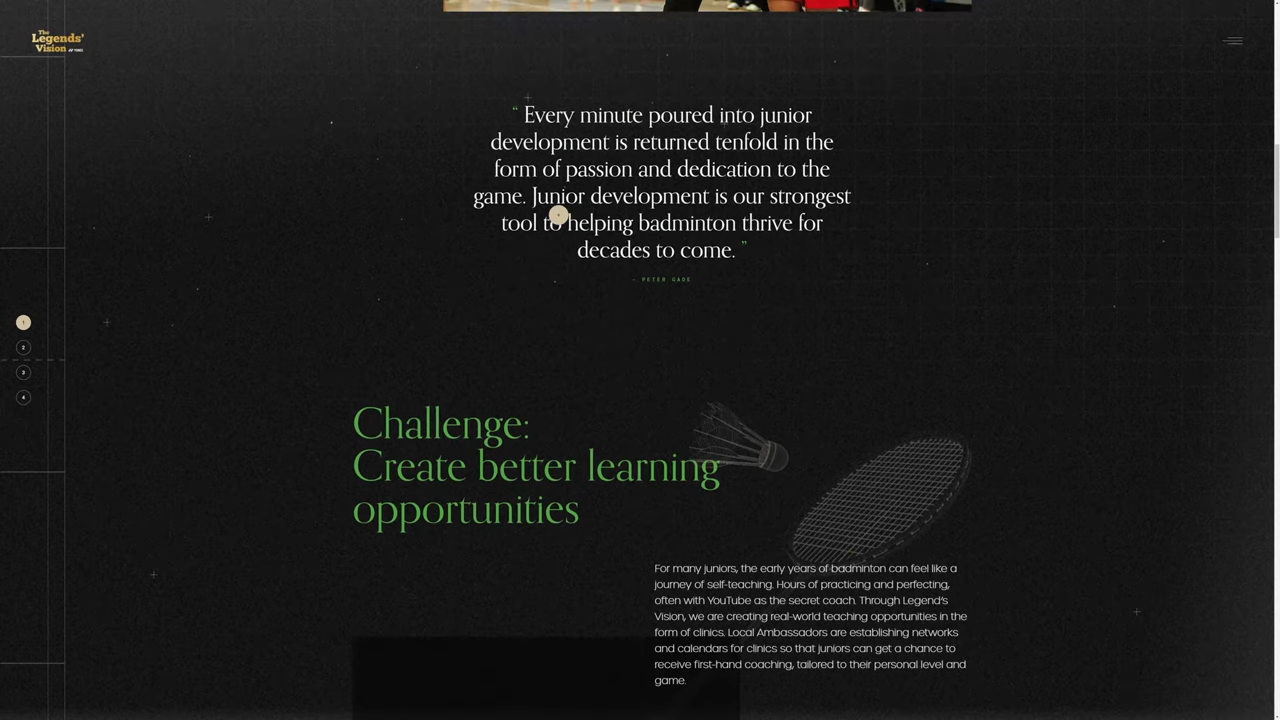 The
Legends'
Vision YONEX
“ Every minute poured into junior
development is returned tenfold in the
form of passion and dedication to the
game. Junior development is our strongest
tool to helping badminton thrive for
decades to come. ”
- PETER GADE
1
2
3
4
Challenge:
Create better learning
opportunities
For many juniors, the early years of badminton can feel like a
journey of self-teaching. Hours of practicing and perfecting,
often with YouTube as the secret coach. Through Legend's
Vision, we are creating real-world teaching opportunities in the
form of clinics. Local Ambassadors are establishing networks
and calendars for clinics so that juniors can get a chance to
receive first-hand coaching, tailored to their personal level and
game.